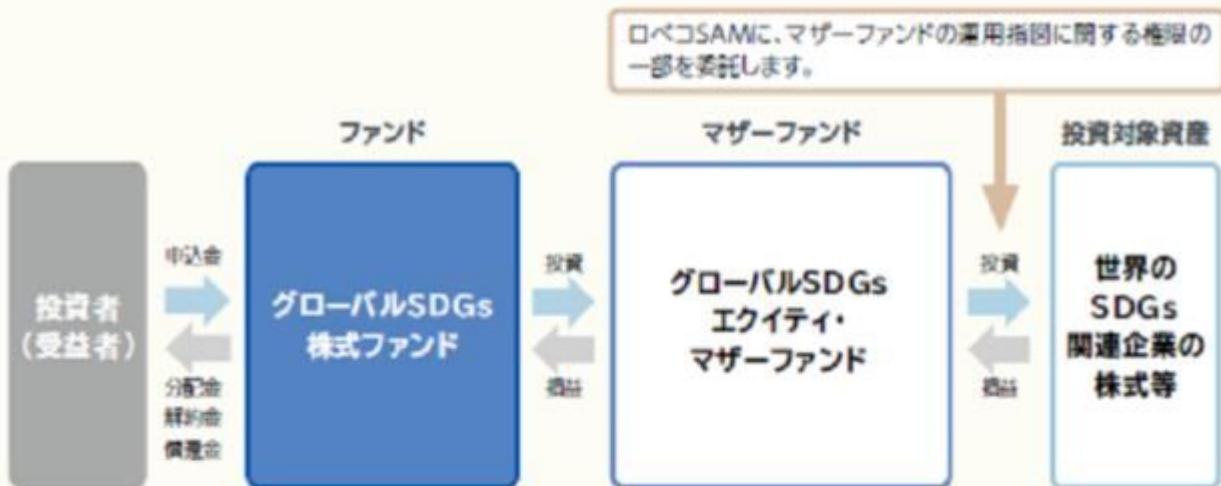 ロベコSAMに、マザーファンドの運用指図に関する権限の
一部を委託します。
ファンド
マザーファンド
投資対象資産
投資者
（受益者）
申込金
分配金
解約金
償還金
グローバルSDGs
株式ファンド
投資
損益
グローバルSDGs
エクイティ・
マザーファンド
投資
損益
世界の
SDGs
関連企業の
株式等